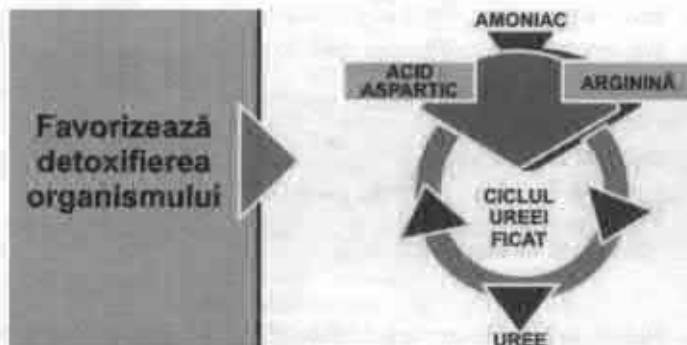 Favorizează
detoxifierea
organismului
AMONIAC
ACID
ASPARTIC
ARGININĂ
CICLUL
UREEI
FICAT
UREE